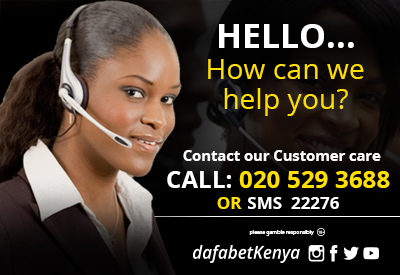 HELLO...
How can we
help you?
Contact our Customer care
CALL: 020 529 3688
OR SMS 22276
please gamble responsibly 18+
dafabetKenya